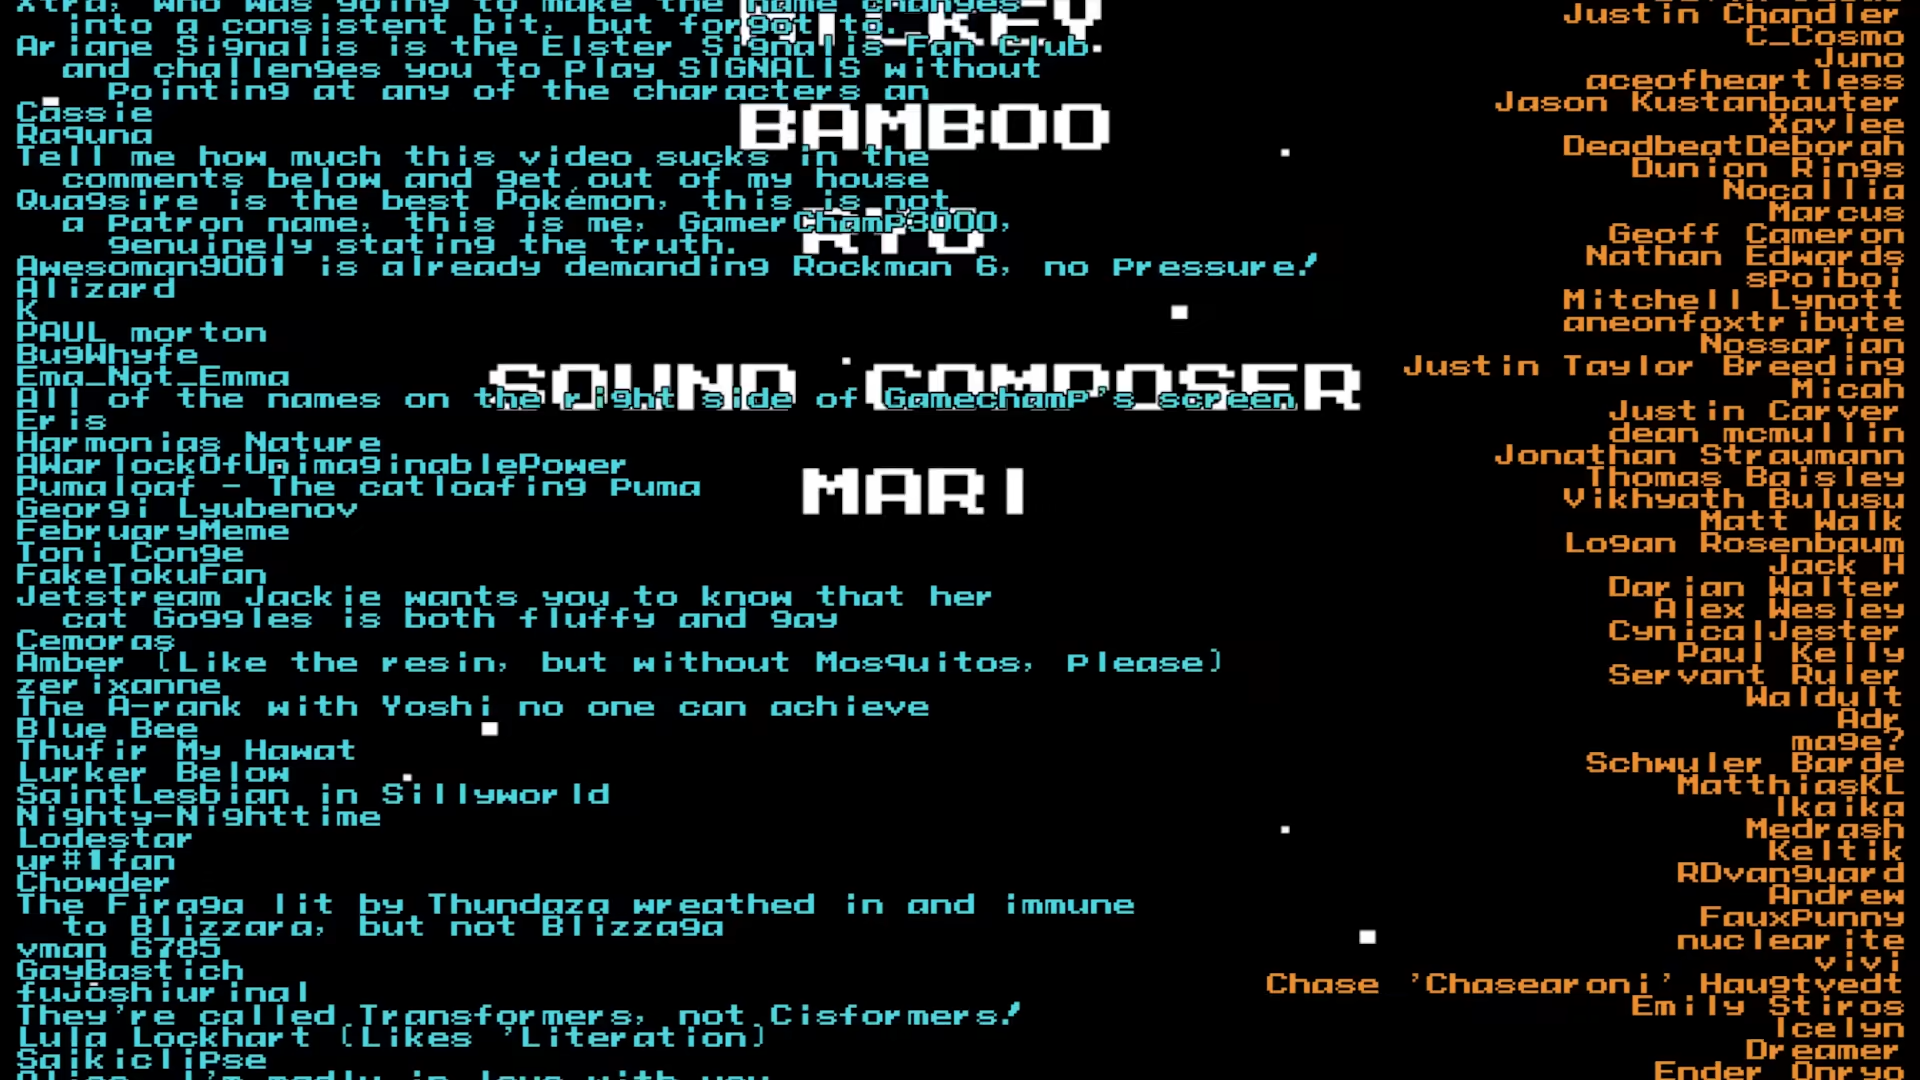 Xtra, who was going to make the name changes
into a consistent bit, but forgot to.
Ariane Signalis is the Elster Signalis Fan Club.
and challenges you to play SIGNALIS without
pointing at any of the characters an
Cassie
Raquna
Tell me how much this video sucks in the
comments below and get out of my house
Quagsire is the best Pokémon, this is not
a Patron name, this is me, GamerChamp3000,
genuinely stating the truth.
Awesoman9001 is already demanding Rockman 6, no pressure!
Alizard
K
PAUL morton
BugWhyfe
Ema_Not_Emma
All of the names on the right side of Gamechamp's screen
Eris
Harmonias Nature
AWarlockOfUnimaginablePower
Pumaloaf - The catloafing Puma
Georgi Lyubenov
FebruaryMeme
Toni Conge
FakeTokuFan
Jetstream Jackie wants you to know that her
cat Goggles is both fluffy and gay
Cemoras
Amber (Like the resin, but without Mosquitos, Please)
zerixanne
The A-rank with Yoshi no one can achieve
Blue Bee
Thufir My Hawat
Lurker Below
SaintLesbian in Sillyworld
Nighty-Nighttime
Lodestar
ur#1fan
Chowder
The Firaga lit by Thundaza wreathed in and immune
to Blizzara, but not Blizzaga
vman 6785
GayBastich
fujoshiurinal
They're called Transformers, not Cisformers!
Lula Lockhart (Likes 'Literation)
Saikiclipse
BAMBOO
RYO
SOUND COMPOSER
MARI
Justin Chandler
C_Cosmo
Juno
aceofheartless
Jason Kustanbauter
Xavlee
DeadbeatDeborah
Dunion Rings
Nocallia
Marcus
Geoff Cameron
Nathan Edwards
sPoiboi
Mitchell Lynott
aneonfoxtribute
Nossarian
Justin Taylor Breeding
Micah
Justin Carver
dean mcmullin
Jonathan Straumann
Thomas Baisley
Vikhyath Bulusu
Matt Walk
Logan Rosenbaum
Jack H
Darian Walter
Alex Wesley
CynicalJester
Paul Kelly
Servant Ruler
Waldult
Adr
mage?
Schwuler Barde
MatthiasKL
Ikaika
Medrash
Keltik
RDvanguard
Andrew
FauxPunny
nuclearite
vivi
Chase 'Chasearoni' Haugtvedt
Emily Stiros
Icelyn
Dreamer
Ender Onryo